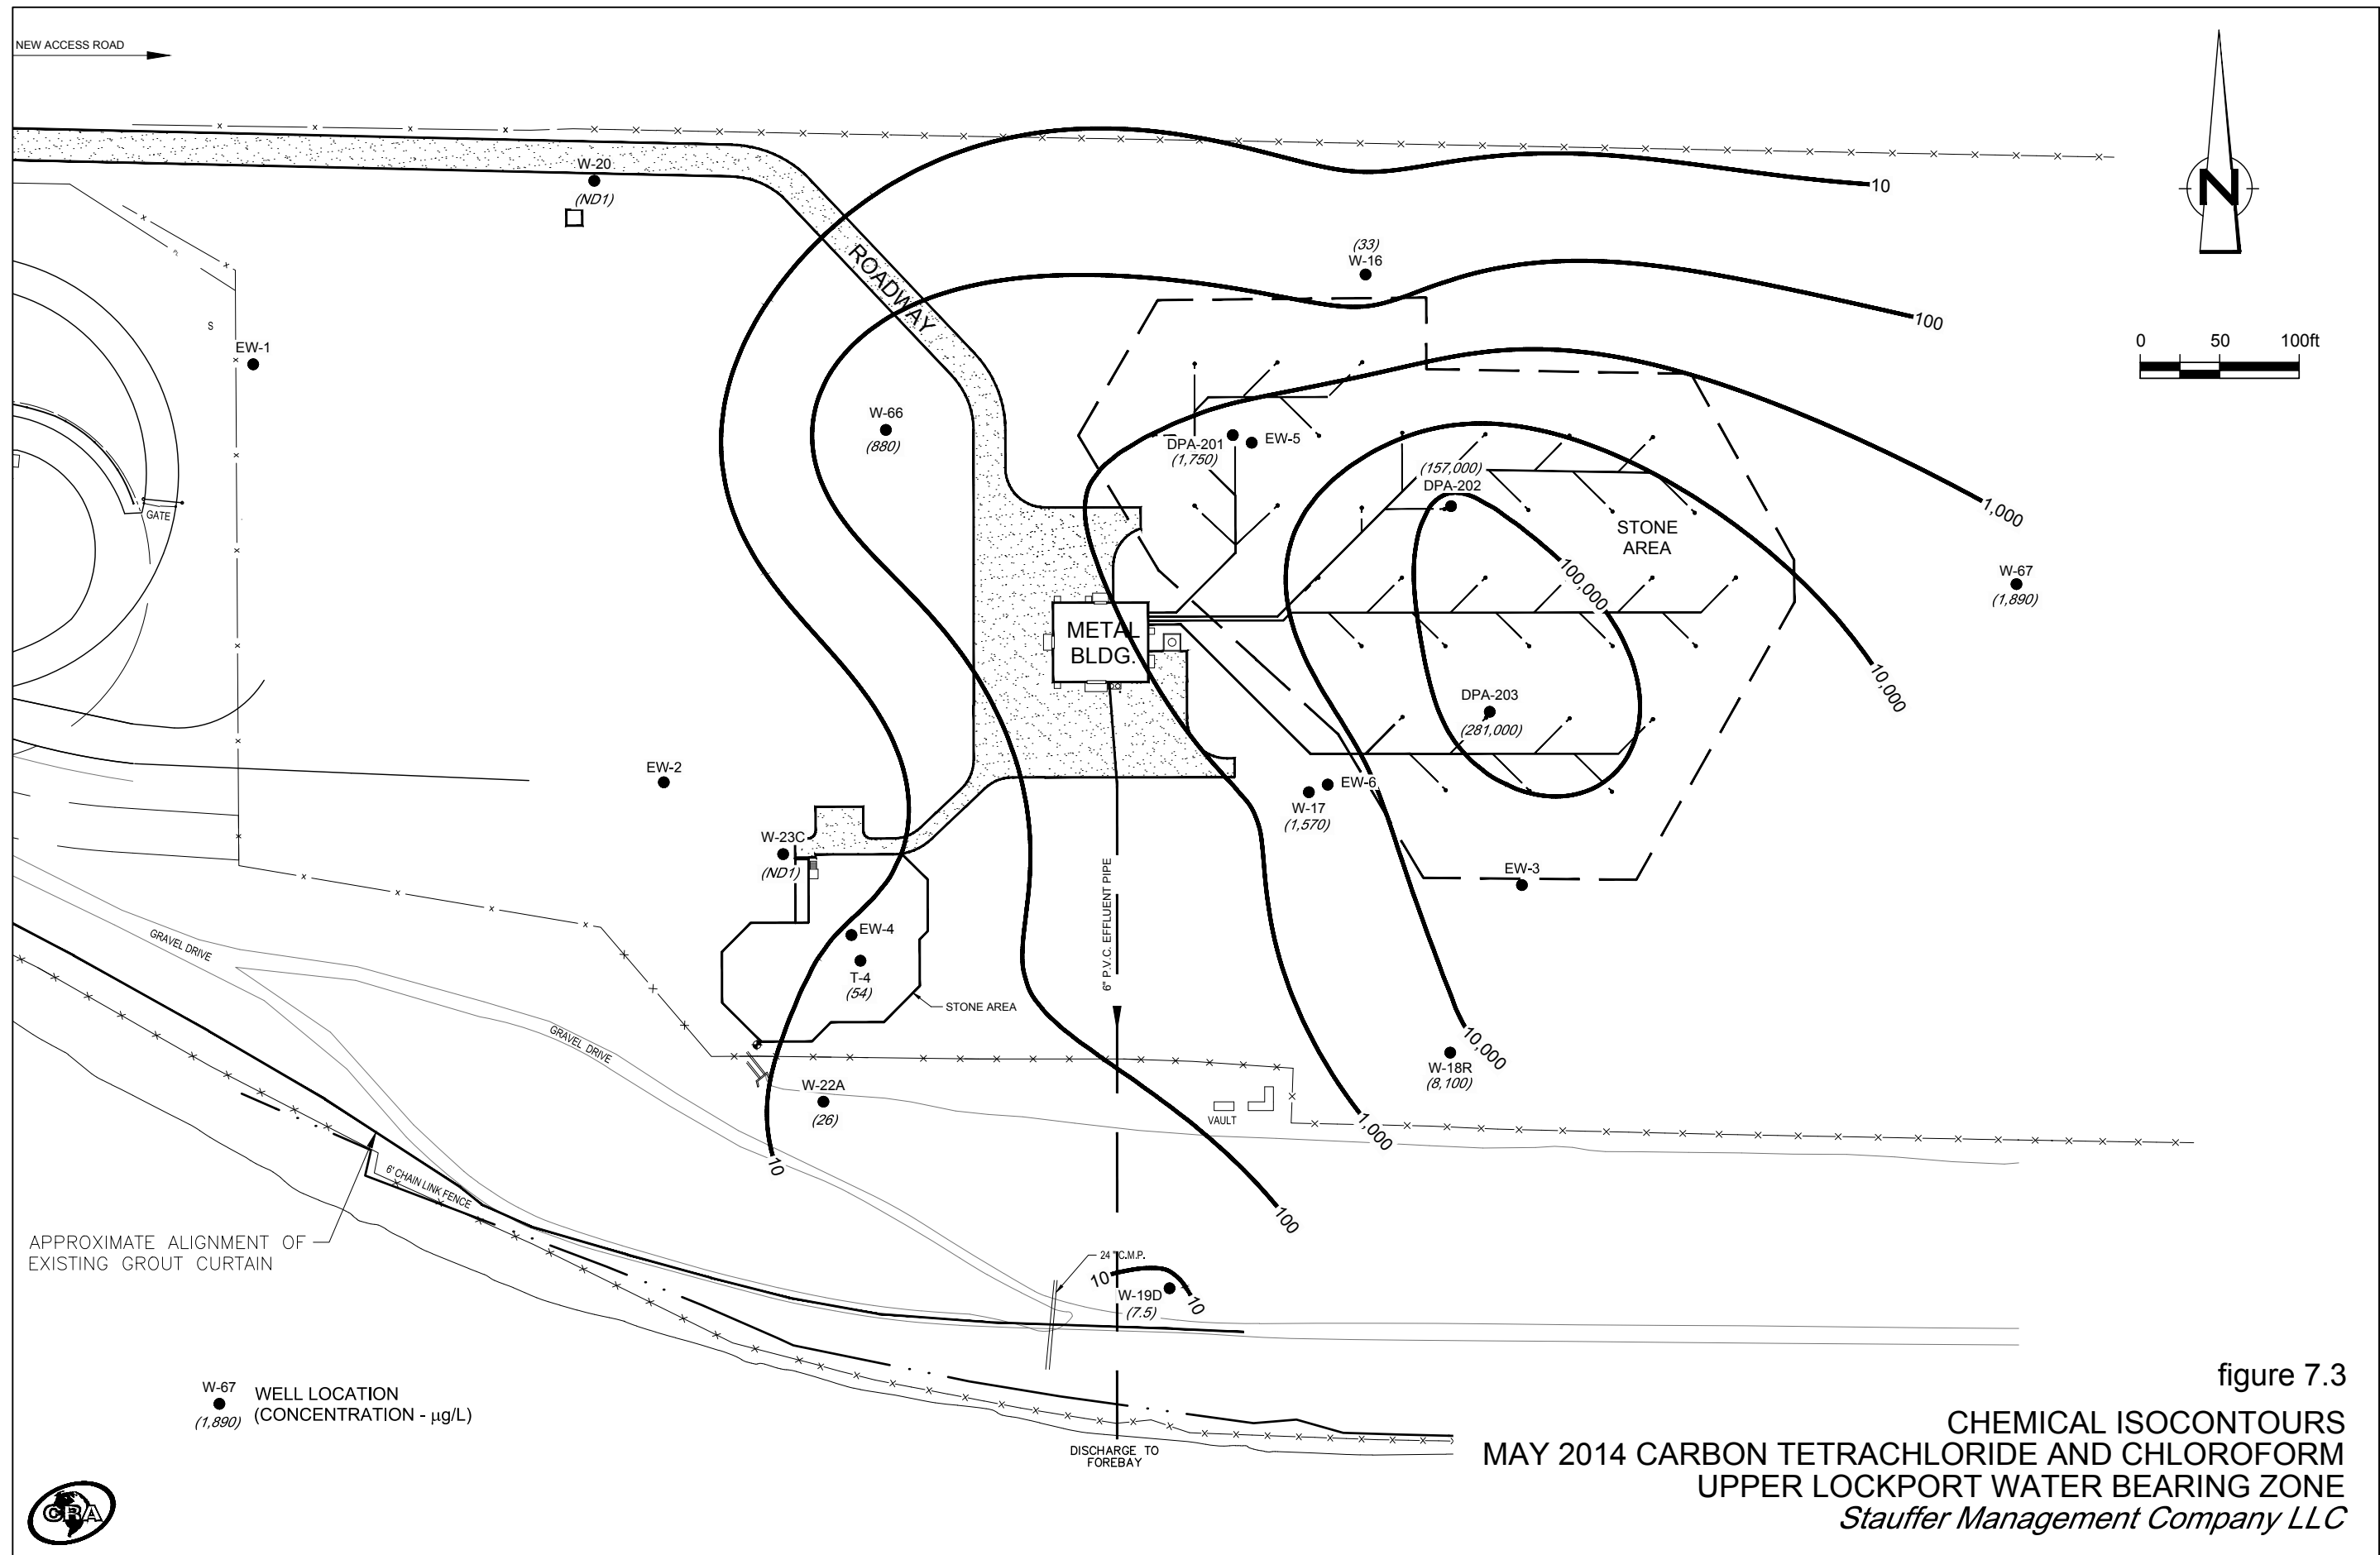 NEW ACCESS ROAD
W-20
(ND1)
10
(33)
W-16
ROADWAY
100
0 50 100ft
N
S
EW-1
W-66
(880)
DPA-201
(1,750)
EW-5
(157,000)
DPA-202
STONE
AREA
1,000
GATE
100,000
W-67
(1,890)
METAL
BLDG.
10,000
DPA-203
(281,000)
EW-2
EW-6
W-17
(1,570)
W-23C
(ND1)
EW-3
EW-4
T-4
(54)
STONE AREA
6" P.V.C. EFFLUENT PIPE
GRAVEL DRIVE
GRAVEL DRIVE
10,000
W-18R
(8,100)
W-22A
(26)
VAULT
1,000
10
6' CHAIN LINK FENCE
100
APPROXIMATE ALIGNMENT OF
EXISTING GROUT CURTAIN
24" C.M.P.
10
W-19D
(7.5)
10
W-67
(1,890)
WELL LOCATION
(CONCENTRATION - µg/L)
DISCHARGE TO
FOREBAY
figure 7.3
CHEMICAL ISOCONTOURS
MAY 2014 CARBON TETRACHLORIDE AND CHLOROFORM
UPPER LOCKPORT WATER BEARING ZONE
Stauffer Management Company LLC
CRA